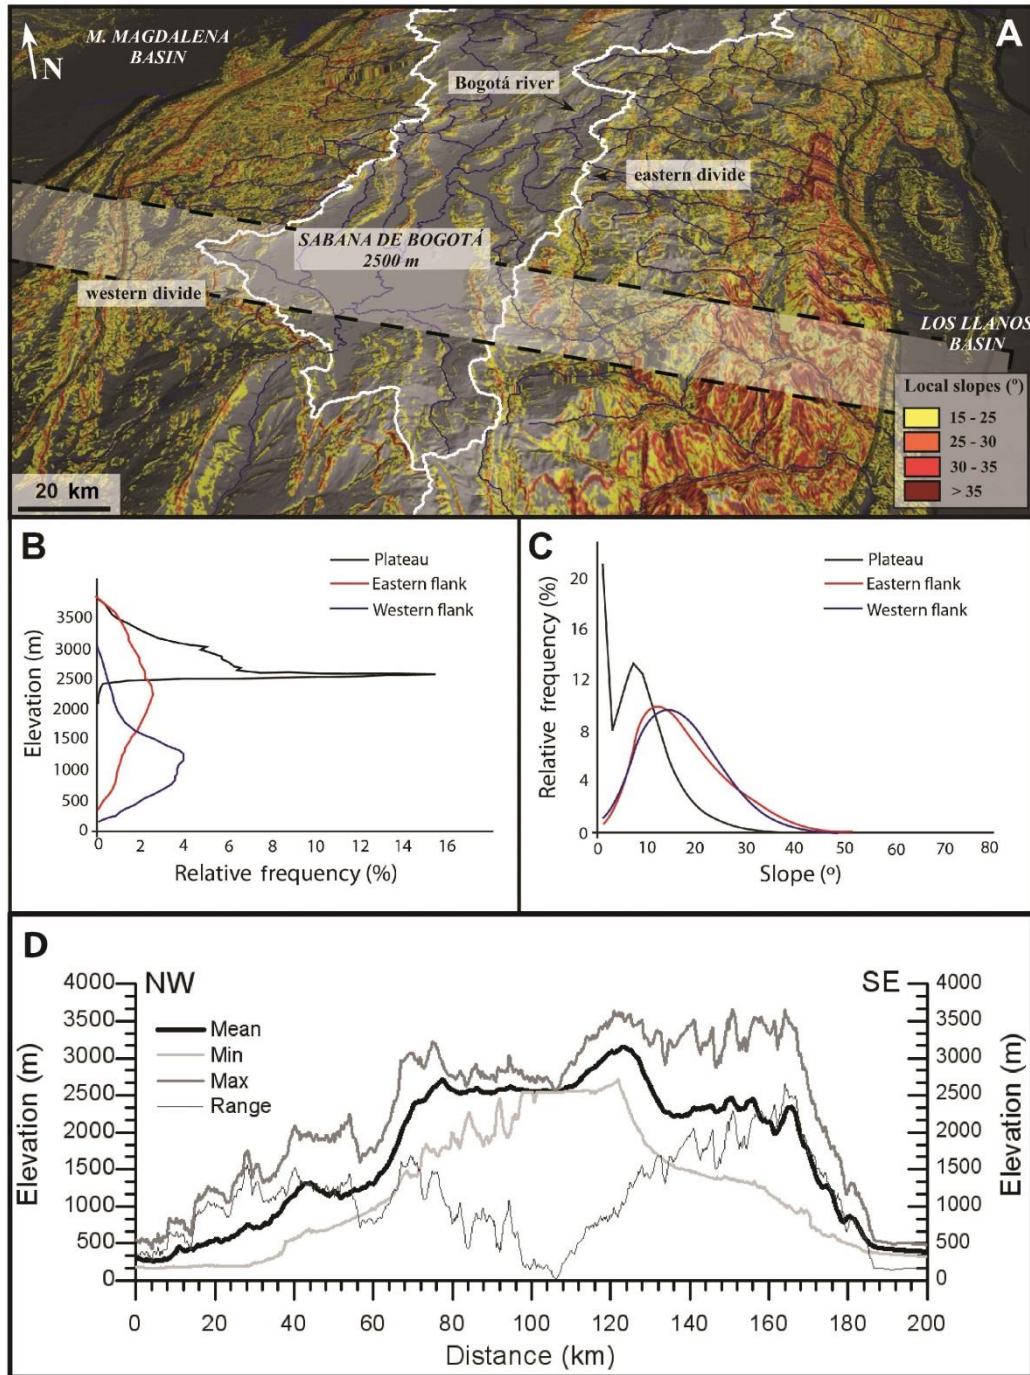 A
M. MAGDALENA
BASIN
N
Bogotá river
eastern divide
SABANA DE BOGOTÁ
2500 m
western divide
LOS LLANOS
BASIN
Local slopes (º)
15 - 25
25 - 30
30 - 35
> 35
20 km
B
Plateau
Eastern flank
Western flank
Elevation (m)
3500
3000
2500
2000
1500
1000
500
0
0 2 4 6 8 10 12 14 16
Relative frequency (%)
C
Plateau
Eastern flank
Western flank
Relative frequency (%)
20
16
12
8
4
0
0 10 20 30 40 50 60 70 80
Slope (º)
D
NW
SE
Mean
Min
Max
Range
Elevation (m)
4000
3500
3000
2500
2000
1500
1000
500
0
Elevation (m)
4000
3500
3000
2500
2000
1500
1000
500
0
0 20 40 60 80 100 120 140 160 180 200
Distance (km)